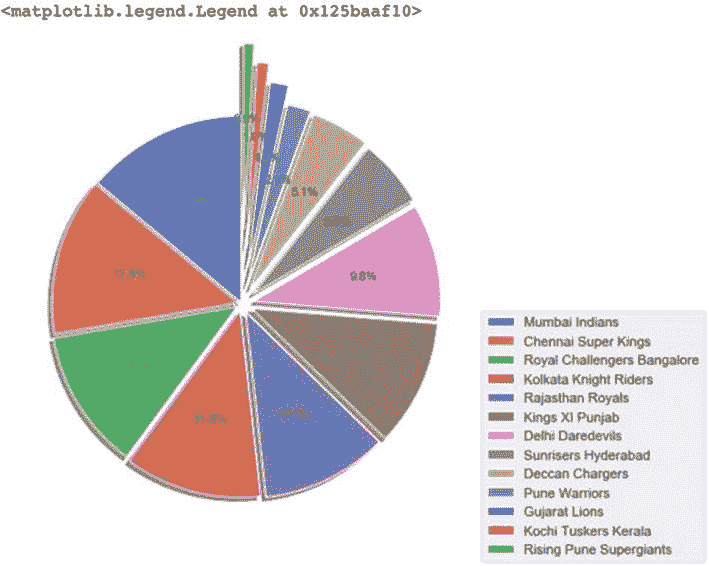 <matplotlib.legend.Legend at 0x125baaf10>
5.1%
9.8%
11.9%
Mumbai Indians
Chennai Super Kings
Royal Challengers Bangalore
Kolkata Knight Riders
Rajasthan Royals
Kings XI Punjab
Delhi Daredevils
Sunrisers Hyderabad
Deccan Chargers
Pune Warriors
Gujarat Lions
Kochi Tuskers Kerala
Rising Pune Supergiants